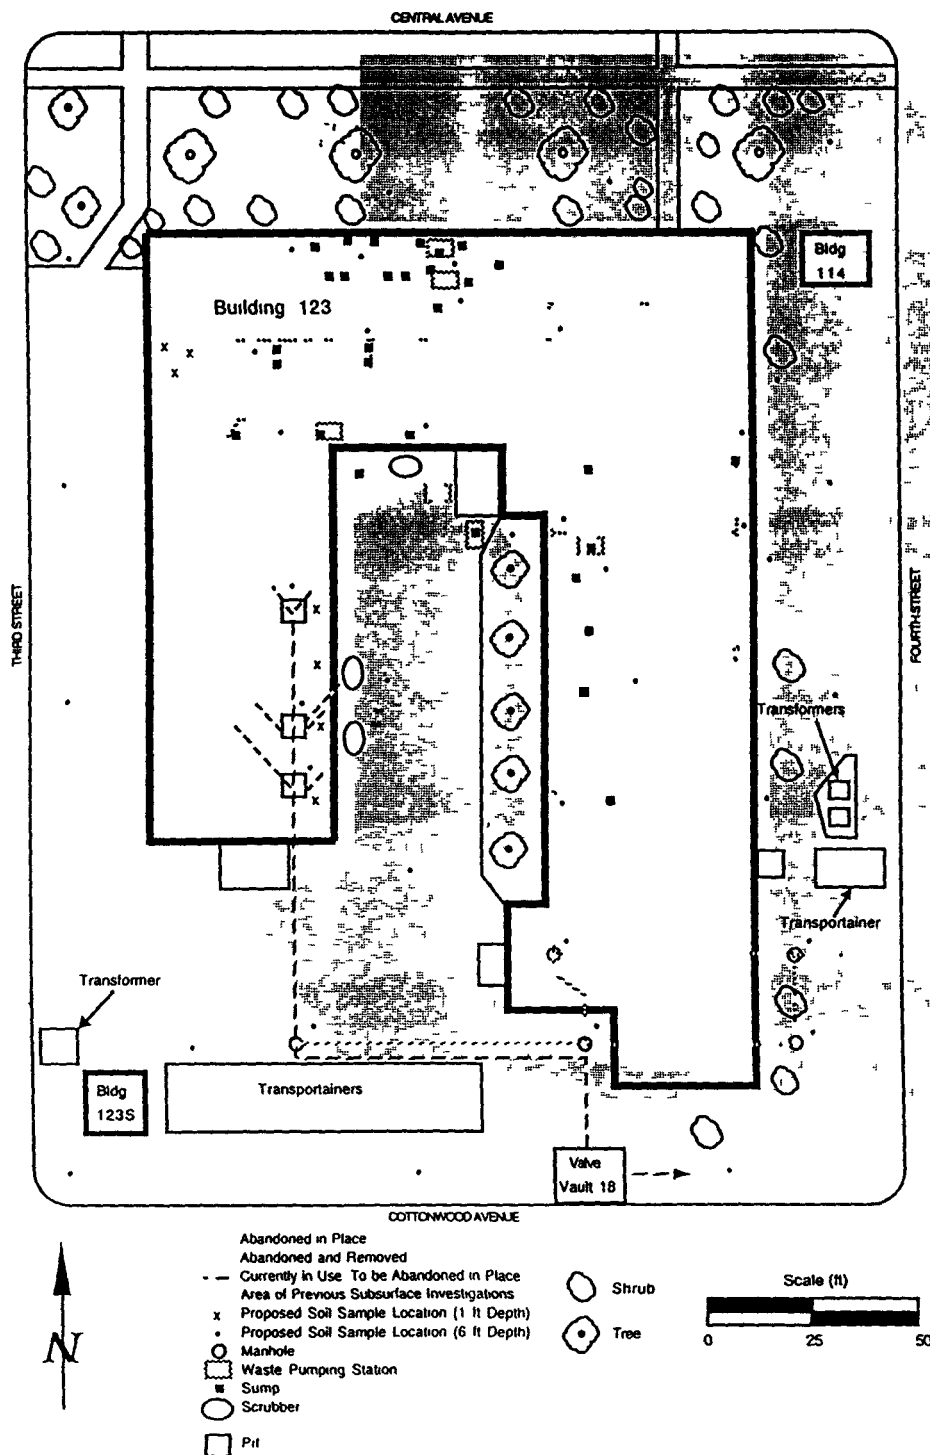 CENTRAL AVENUE
Bldg
114
Building 123
THIRD STREET
FOURTH STREET
Transformers
Transportainer
Transformer
Bldg
123S
Transportainers
Valve
Vault 18
COTTONWOOD AVENUE
Abandoned in Place
Abandoned and Removed
Currently in Use To be Abandoned in Place
Area of Previous Subsurface Investigations
x Proposed Soil Sample Location (1 ft Depth)
Proposed Soil Sample Location (6 ft Depth)
Manhole
Waste Pumping Station
Sump
Scrubber
Pit
Shrub
Tree
Scale (ft)
0 25 50
N